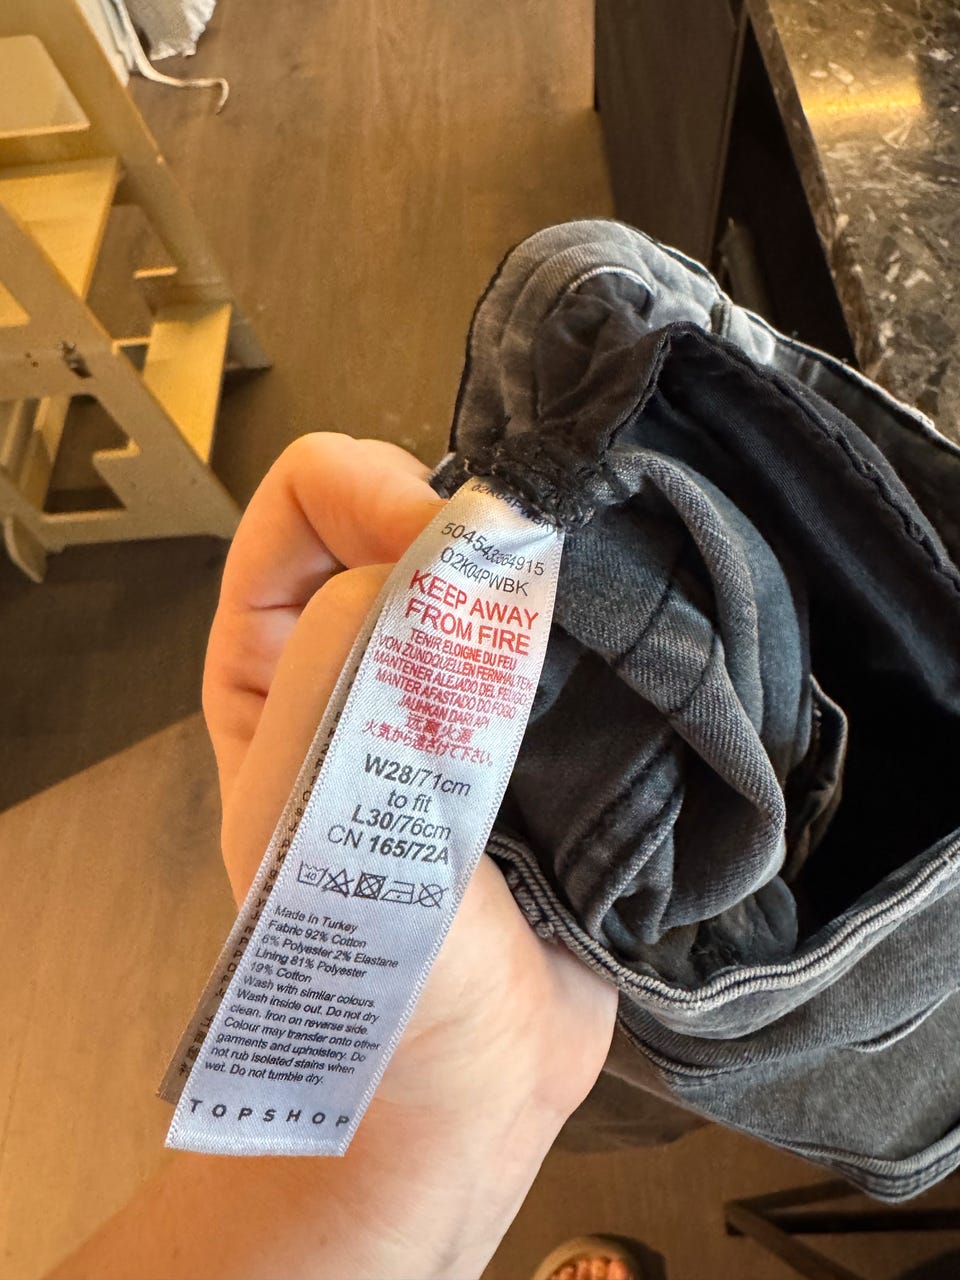 02K04PWBK
KEEP AWAY
FROM FIRE
TENIR ELOIGNE DU FEU
VON ZUNDQUELLEN FERNHALTEN
MANTENER ALEJADO DEL FUEGO
MANTER AFASTADO DO FOGO
JAUHKAN DARI API
远离火源
火気から遠ざけて下さい。
W28/71cm
to fit
L30/76cm
CN 165/72A
40
Made In Turkey
Fabric 92% Cotton
6% Polyester 2% Elastane
Lining 81% Polyester
19% Cotton
Wash with similar colours.
Wash inside out. Do not dry
clean. Iron on reverse side.
Colour may transfer onto other
garments and upholstery. Do
not rub isolated stains when
wet. Do not tumble dry.
TOPSHOP